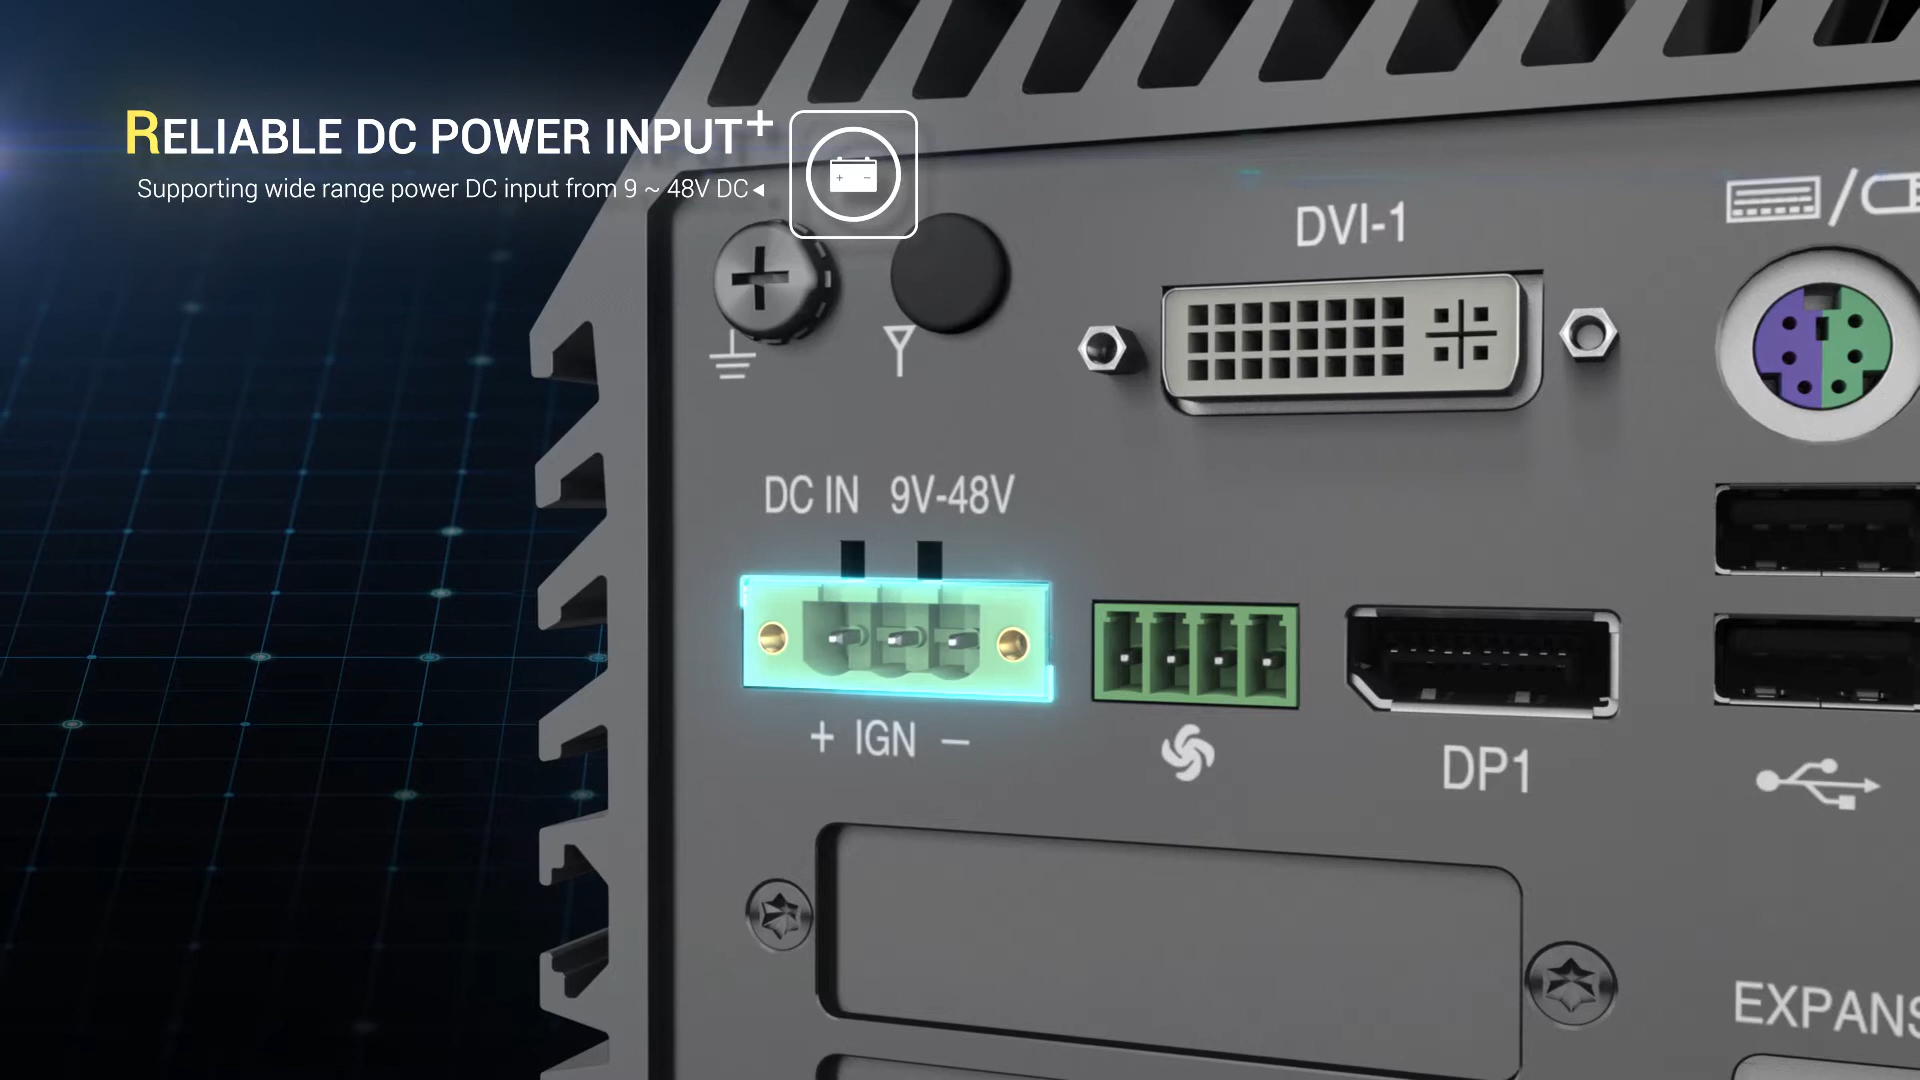 RELIABLE DC POWER INPUT+
Supporting wide range power DC input from 9 ~ 48V DC
DVI-1
DC IN 9V-48V
+ IGN −
DP1
EXPANS